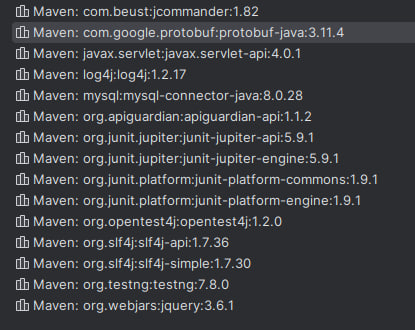 Maven: com.beust:jcommander:1.82
Maven: com.google.protobuf:protobuf-java:3.11.4
Maven: javax.servlet:javax.servlet-api:4.0.1
Maven: log4j:log4j:1.2.17
Maven: mysql:mysql-connector-java:8.0.28
Maven: org.apiguardian:apiguardian-api:1.1.2
Maven: org.junit.jupiter:junit-jupiter-api:5.9.1
Maven: org.junit.jupiter:junit-jupiter-engine:5.9.1
Maven: org.junit.platform:junit-platform-commons:1.9.1
Maven: org.junit.platform:junit-platform-engine:1.9.1
Maven: org.opentest4j:opentest4j:1.2.0
Maven: org.slf4j:slf4j-api:1.7.36
Maven: org.slf4j:slf4j-simple:1.7.30
Maven: org.testng:testng:7.8.0
Maven: org.webjars:jquery:3.6.1